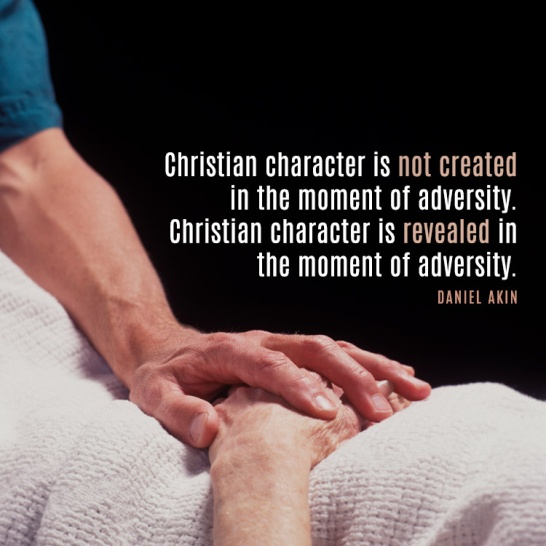 Christian character is not created
in the moment of adversity.
Christian character is revealed in
the moment of adversity.
DANIEL AKIN